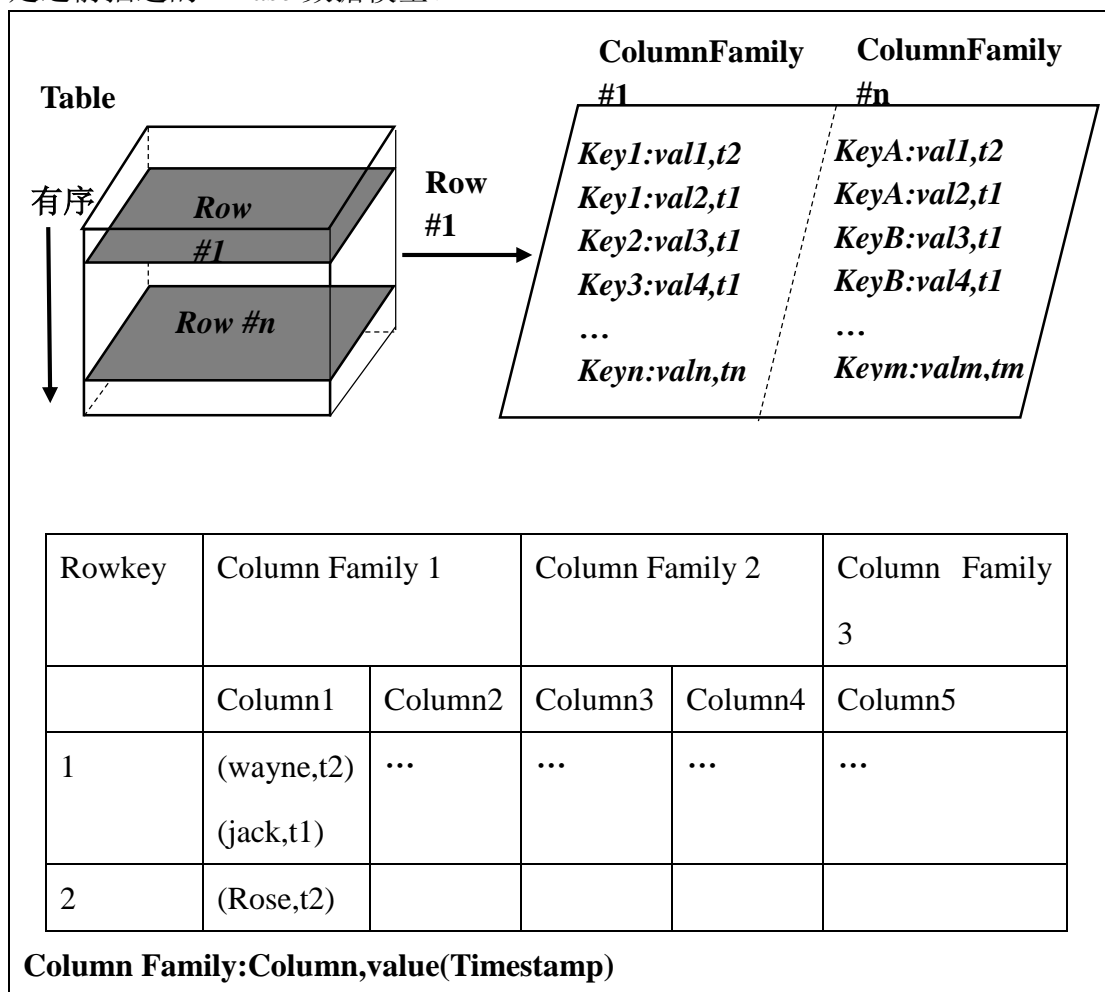 ColumnFamily #1
ColumnFamily #n
Table
有序
Row #1
Row #n
Row #1
Key1:val1,t2
Key1:val2,t1
Key2:val3,t1
Key3:val4,t1
…
Keyn:valn,tn
KeyA:val1,t2
KeyA:val2,t1
KeyB:val3,t1
KeyB:val4,t1
…
Keym:valm,tm
Rowkey Column Family 1 Column Family 2 Column Family 3
Column1 Column2 Column3 Column4 Column5
1 (wayne,t2) … … … …
(jack,t1)
2 (Rose,t2)
Column Family:Column,value(Timestamp)